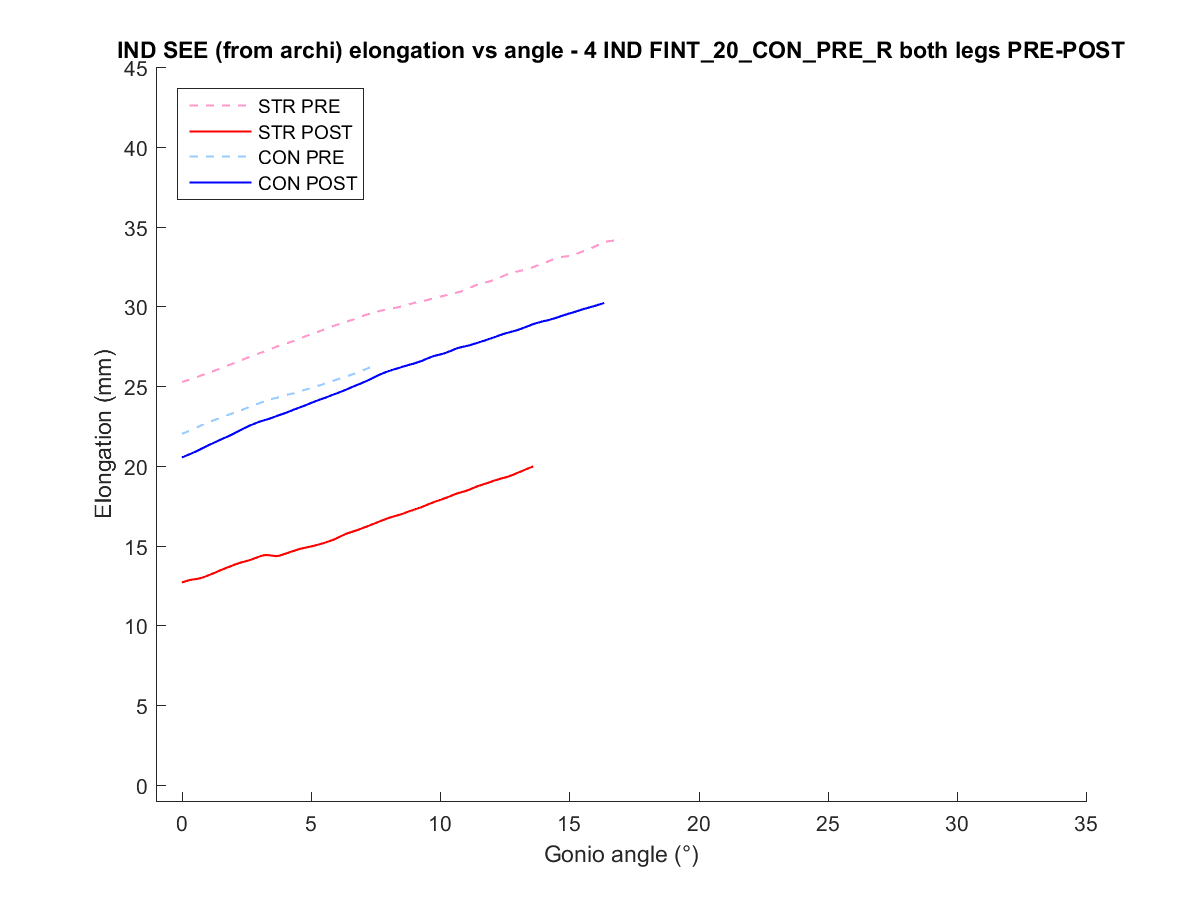 IND SEE (from archi) elongation vs angle - 4 IND FINT_20_CON_PRE_R both legs PRE-POST
45
40
35
30
25
20
15
10
5
0
Elongation (mm)
STR PRE
STR POST
CON PRE
CON POST
0 5 10 15 20 25 30 35
Gonio angle (°)